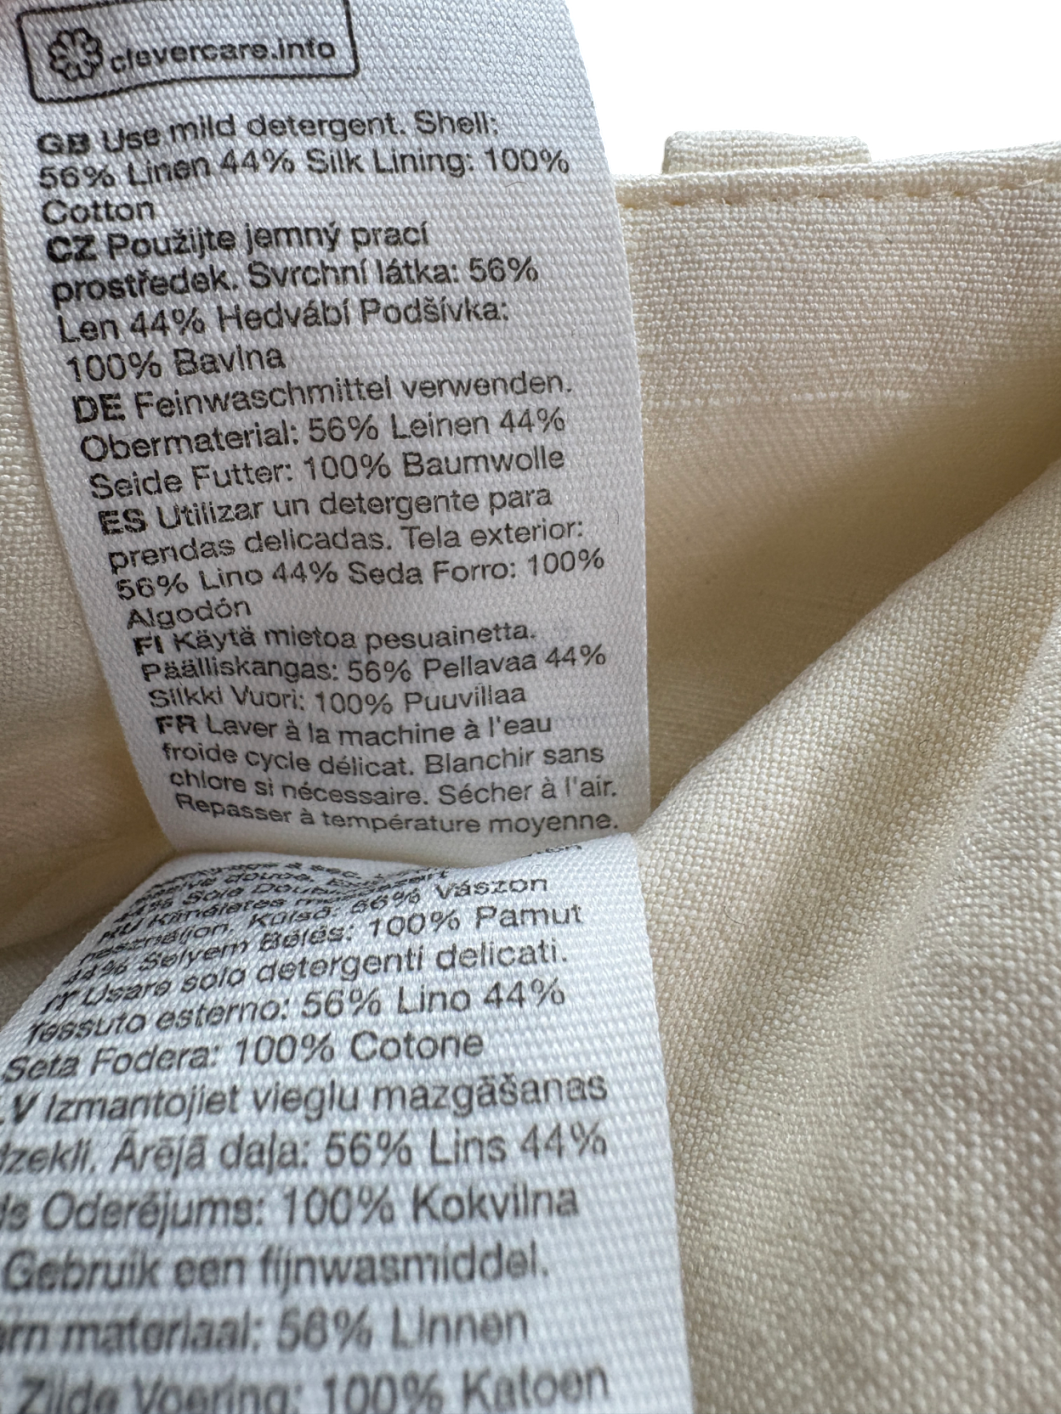 clevercare.info
GB Use mild detergent. Shell:
56% Linen 44% Silk Lining: 100%
Cotton
CZ Použijte jemný prací
prostředek. Svrchní látka: 56%
Len 44% Hedvábí Podšívka:
100% Bavlna
DE Feinwaschmittel verwenden.
Obermaterial: 56% Leinen 44%
Seide Futter: 100% Baumwolle
ES Utilizar un detergente para
prendas delicadas. Tela exterior:
56% Lino 44% Seda Forro: 100%
Algodón
FI Käytä mietoa pesuainetta.
Päälliskangas: 56% Pellavaa 44%
Silkki Vuori: 100% Puuvillaa
FR Laver à la machine à l'eau
froide cycle délicat. Blanchir sans
chlore si nécessaire. Sécher à l'air.
Repasser à température moyenne.
44% Soie
HU Kíméletes
Külső: 56% Vászon
44% Selyem Bélés: 100% Pamut
IT Usare solo detergenti delicati.
Tessuto esterno: 56% Lino 44%
Seta Fodera: 100% Cotone
LV Izmantojiet vieglu mazgāšanas
Ārējā daļa: 56% Lins 44%
Oderējums: 100% Kokvilna
Gebruik een fijnwasmiddel.
materiaal: 56% Linnen
Zijde Voering: 100% Katoen